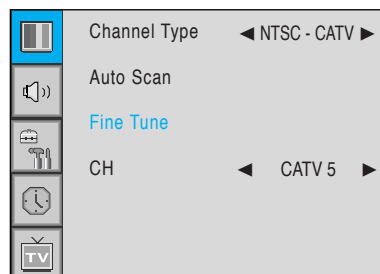 Channel Type ◀ NTSC - CATV ▶
Auto Scan
Fine Tune
CH ◀ CATV 5 ▶
TV